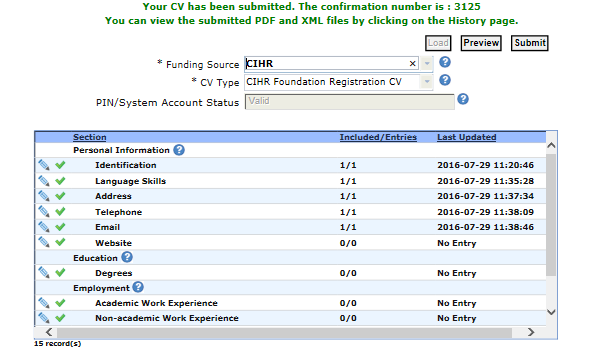 Your CV has been submitted. The confirmation number is : 3125
You can view the submitted PDF and XML files by clicking on the History page.
Load Preview Submit
* Funding Source CIHR × ?
* CV Type CIHR Foundation Registration CV ?
PIN/System Account Status Valid ?
Section Included/Entries Last Updated
Personal Information ?
Identification 1/1 2016-07-29 11:20:46
Language Skills 1/1 2016-07-29 11:35:28
Address 1/1 2016-07-29 11:37:34
Telephone 1/1 2016-07-29 11:38:09
Email 1/1 2016-07-29 11:38:46
Website 0/0 No Entry
Education ?
Degrees 0/0 No Entry
Employment ?
Academic Work Experience 0/0 No Entry
Non-academic Work Experience 0/0 No Entry
15 record(s)